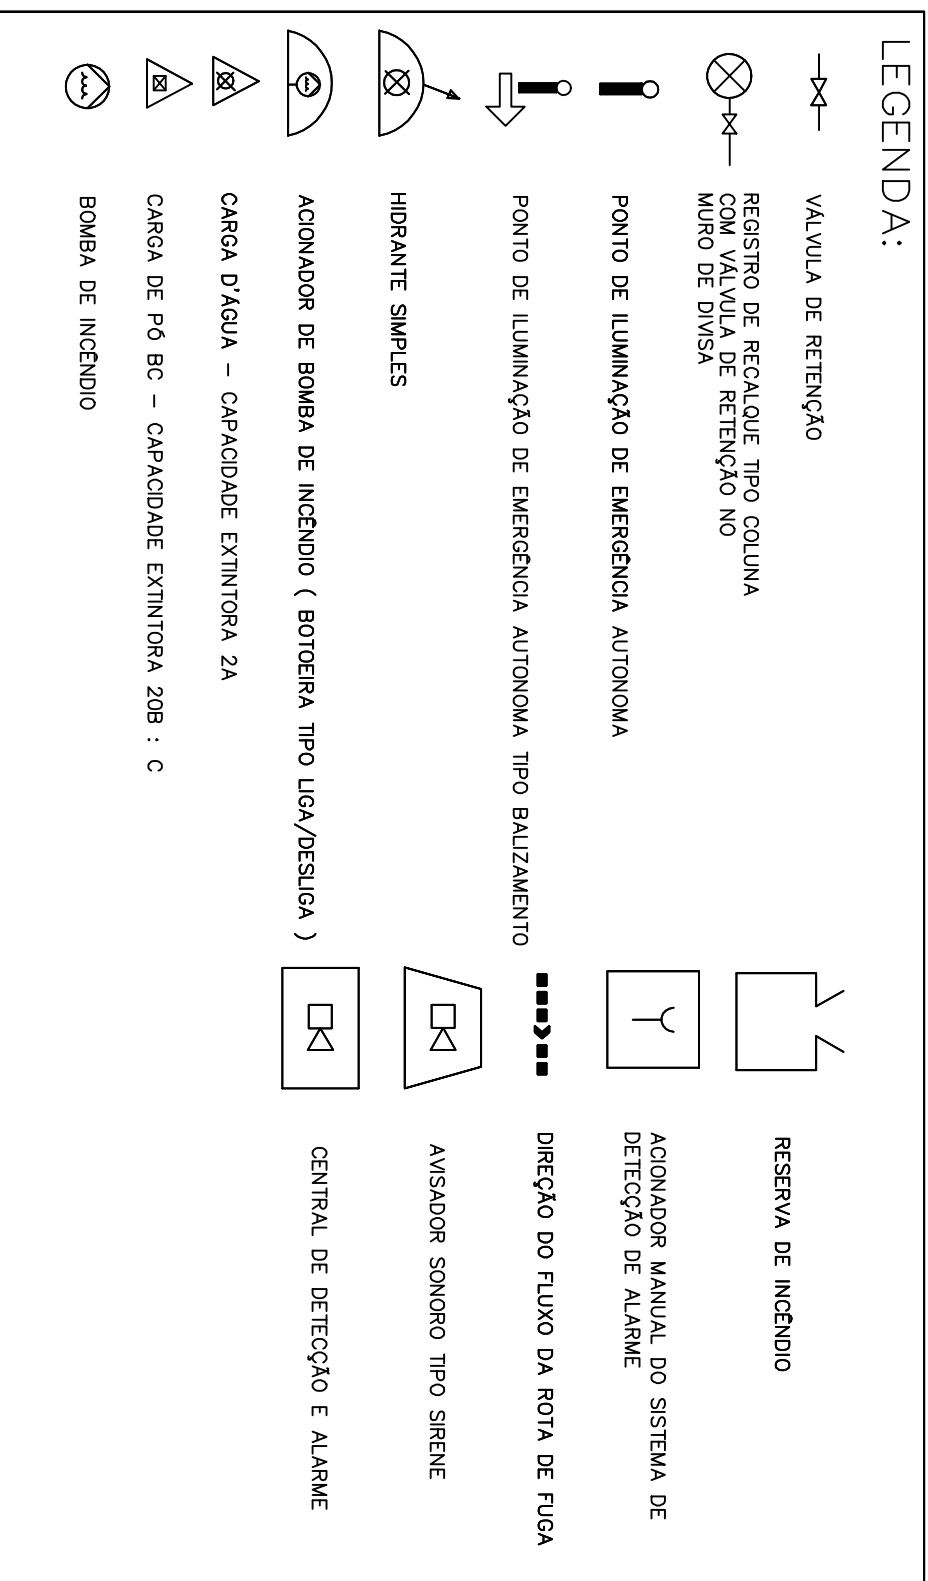 LEGENDA:
VÁLVULA DE RETENÇÃO
REGISTRO DE RECALQUE TIPO COLUNA
COM VÁLVULA DE RETENÇÃO NO
MURO DE DIVISA
PONTO DE ILUMINAÇÃO DE EMERGÊNCIA AUTONOMA
PONTO DE ILUMINAÇÃO DE EMERGÊNCIA AUTONOMA TIPO BALIZAMENTO
HIDRANTE SIMPLES
ACIONADOR DE BOMBA DE INCÊNDIO ( BOTOEIRA TIPO LIGA/DESLIGA )
CARGA D'ÁGUA - CAPACIDADE EXTINTORA 2A
CARGA DE PÓ BC - CAPACIDADE EXTINTORA 20B : C
BOMBA DE INCÊNDIO
RESERVA DE INCÊNDIO
ACIONADOR MANUAL DO SISTEMA DE
DETECÇÃO DE ALARME
DIREÇÃO DO FLUXO DA ROTA DE FUGA
AVISADOR SONORO TIPO SIRENE
CENTRAL DE DETECÇÃO E ALARME